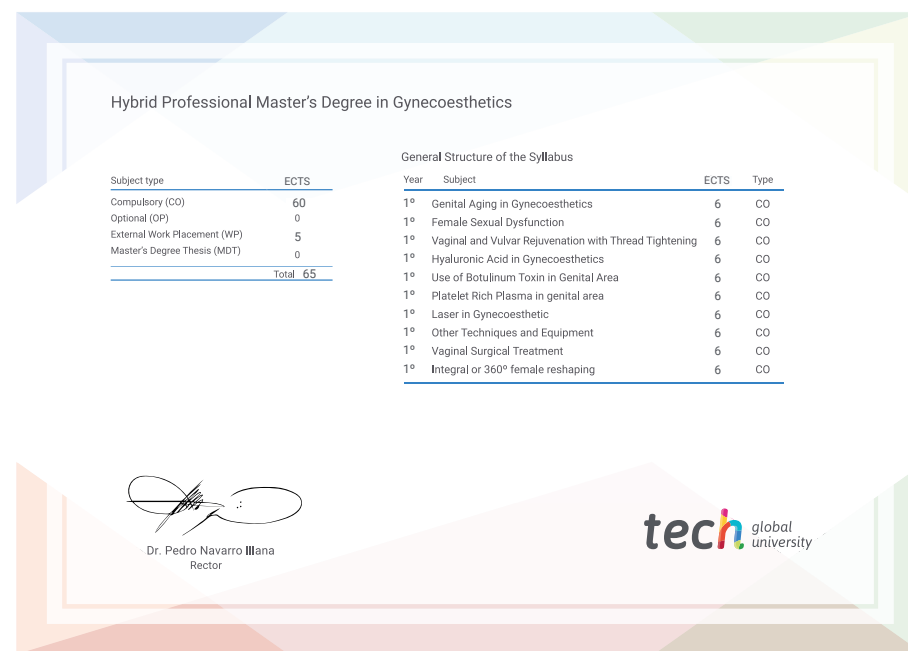 Hybrid Professional Master's Degree in Gynecoesthetics
Subject type ECTS
Compulsory (CO) 60
Optional (OP) 0
External Work Placement (WP) 5
Master's Degree Thesis (MDT) 0
Total 65
General Structure of the Syllabus
Year Subject ECTS Type
1º Genital Aging in Gynecoesthetics 6 CO
1º Female Sexual Dysfunction 6 CO
1º Vaginal and Vulvar Rejuvenation with Thread Tightening 6 CO
1º Hyaluronic Acid in Gynecoesthetics 6 CO
1º Use of Botulinum Toxin in Genital Area 6 CO
1º Platelet Rich Plasma in genital area 6 CO
1º Laser in Gynecoesthetic 6 CO
1º Other Techniques and Equipment 6 CO
1º Vaginal Surgical Treatment 6 CO
1º Integral or 360º female reshaping 6 CO
Dr. Pedro Navarro Illana
Rector
tech global
university